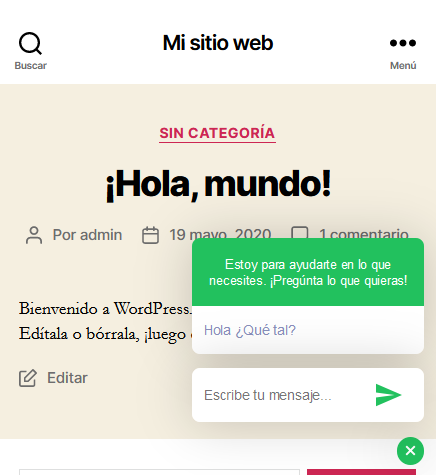 Mi sitio web
Buscar
Menú
SIN CATEGORÍA
¡Hola, mundo!
Por admin
19 mayo, 2020
1 comentario
Estoy para ayudarte en lo que
necesites. ¡Pregúnta lo que quieras!
Bienvenido a WordPress.
Hola ¿Qué tal?
Edítala o bórrala, ¡luego
Editar
Escribe tu mensaje...